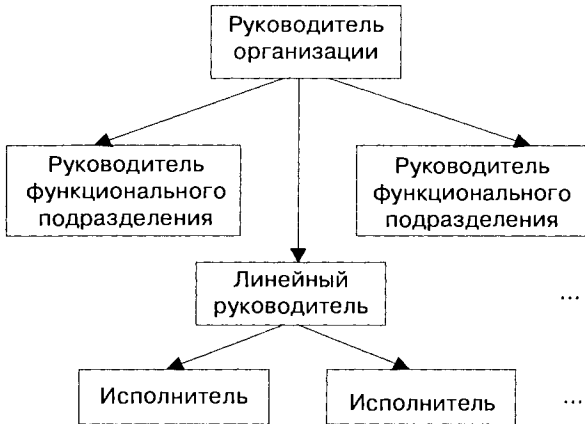 Руководитель
организации
Руководитель
функционального
подразделения
Руководитель
функционального
подразделения
Линейный
руководитель
...
Исполнитель
Исполнитель
...